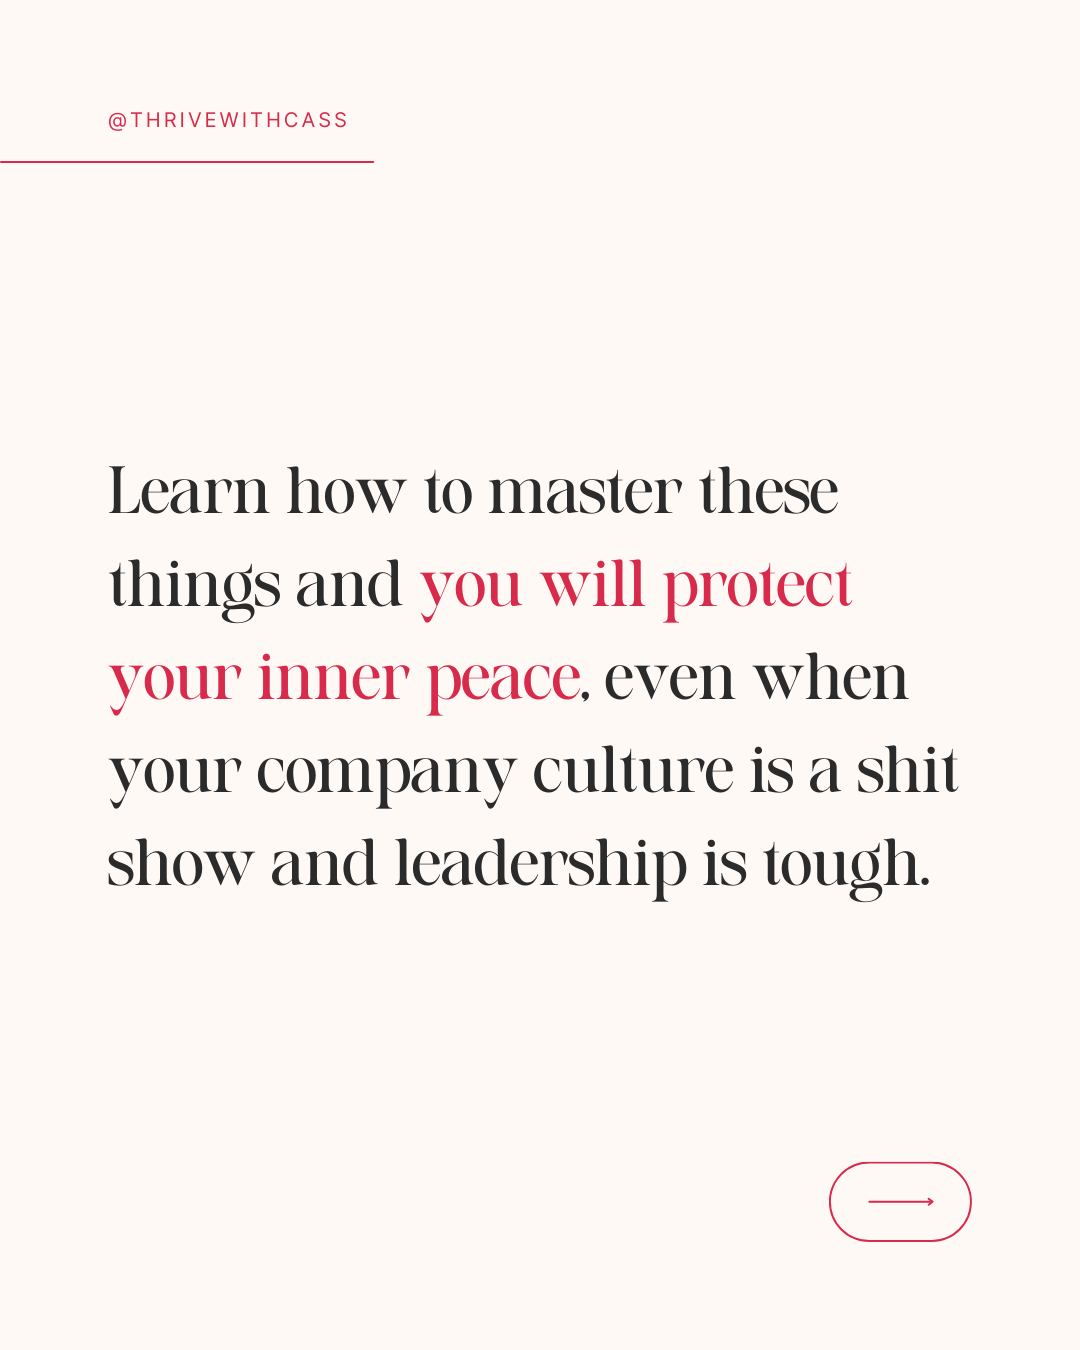 @THRIVEWITHCASS
Learn how to master these
things and you will protect
your inner peace, even when
your company culture is a shit
show and leadership is tough.